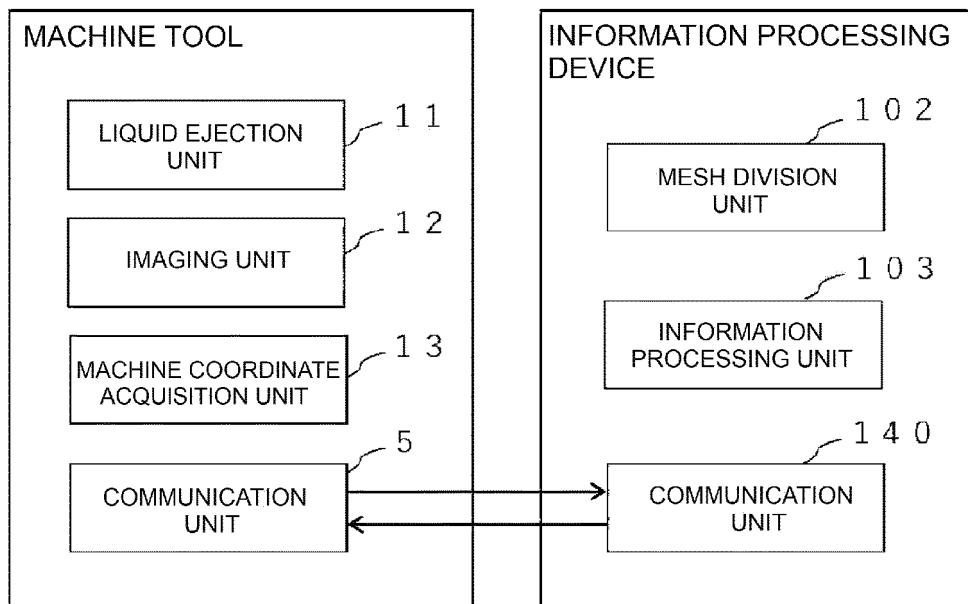 MACHINE TOOL
LIQUID EJECTION
UNIT
11
IMAGING UNIT
12
MACHINE COORDINATE
ACQUISITION UNIT
13
COMMUNICATION
UNIT
5
INFORMATION PROCESSING
DEVICE
MESH DIVISION
UNIT
102
INFORMATION
PROCESSING UNIT
103
COMMUNICATION
UNIT
140